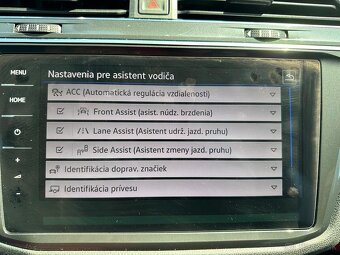 MENU
Nastavenia pre asistent vodiča
ACC (Automatická regulácia vzdialenosti)
HOME
Front Assist (asist. núdz. brzdenia)
Lane Assist (Asistent udrž. jazd. pruhu)
Side Assist (Asistent zmeny jazd. pruhu)
Identifikácia doprav. značiek
Identifikácia prívesu